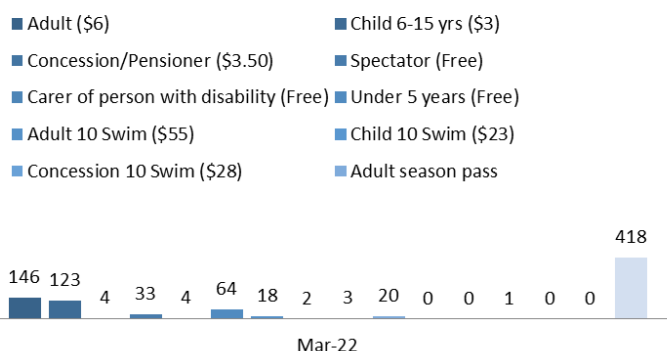 Adult ($6) Child 6-15 yrs ($3)
Concession/Pensioner ($3.50) Spectator (Free)
Carer of person with disability (Free) Under 5 years (Free)
Adult 10 Swim ($55) Child 10 Swim ($23)
Concession 10 Swim ($28) Adult season pass
418
146 123 4 33 4 64 18 2 3 20 0 0 1 0 0
Mar-22